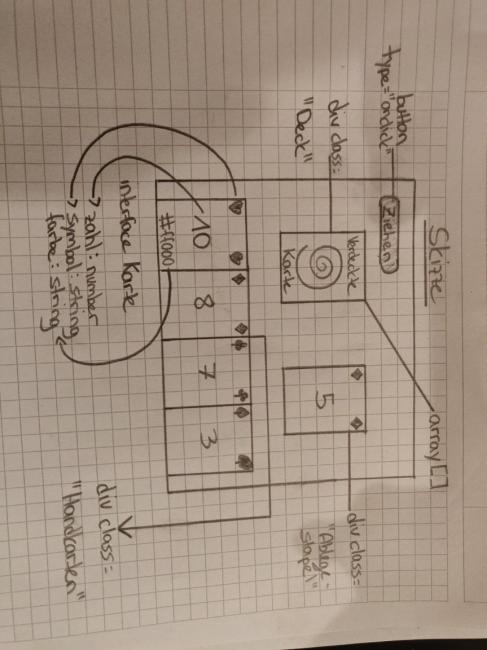 Skizze
button
type="onclick"
Ziehen
div class:
"Deck"
Verdeckte
Karte
array[]
5
div class=
"Ablage-
stapel"
10
8
7
3
#ff0000
interface Karte
zahl: number
symbol: string
farbe: string
div class=
"Handkarten"